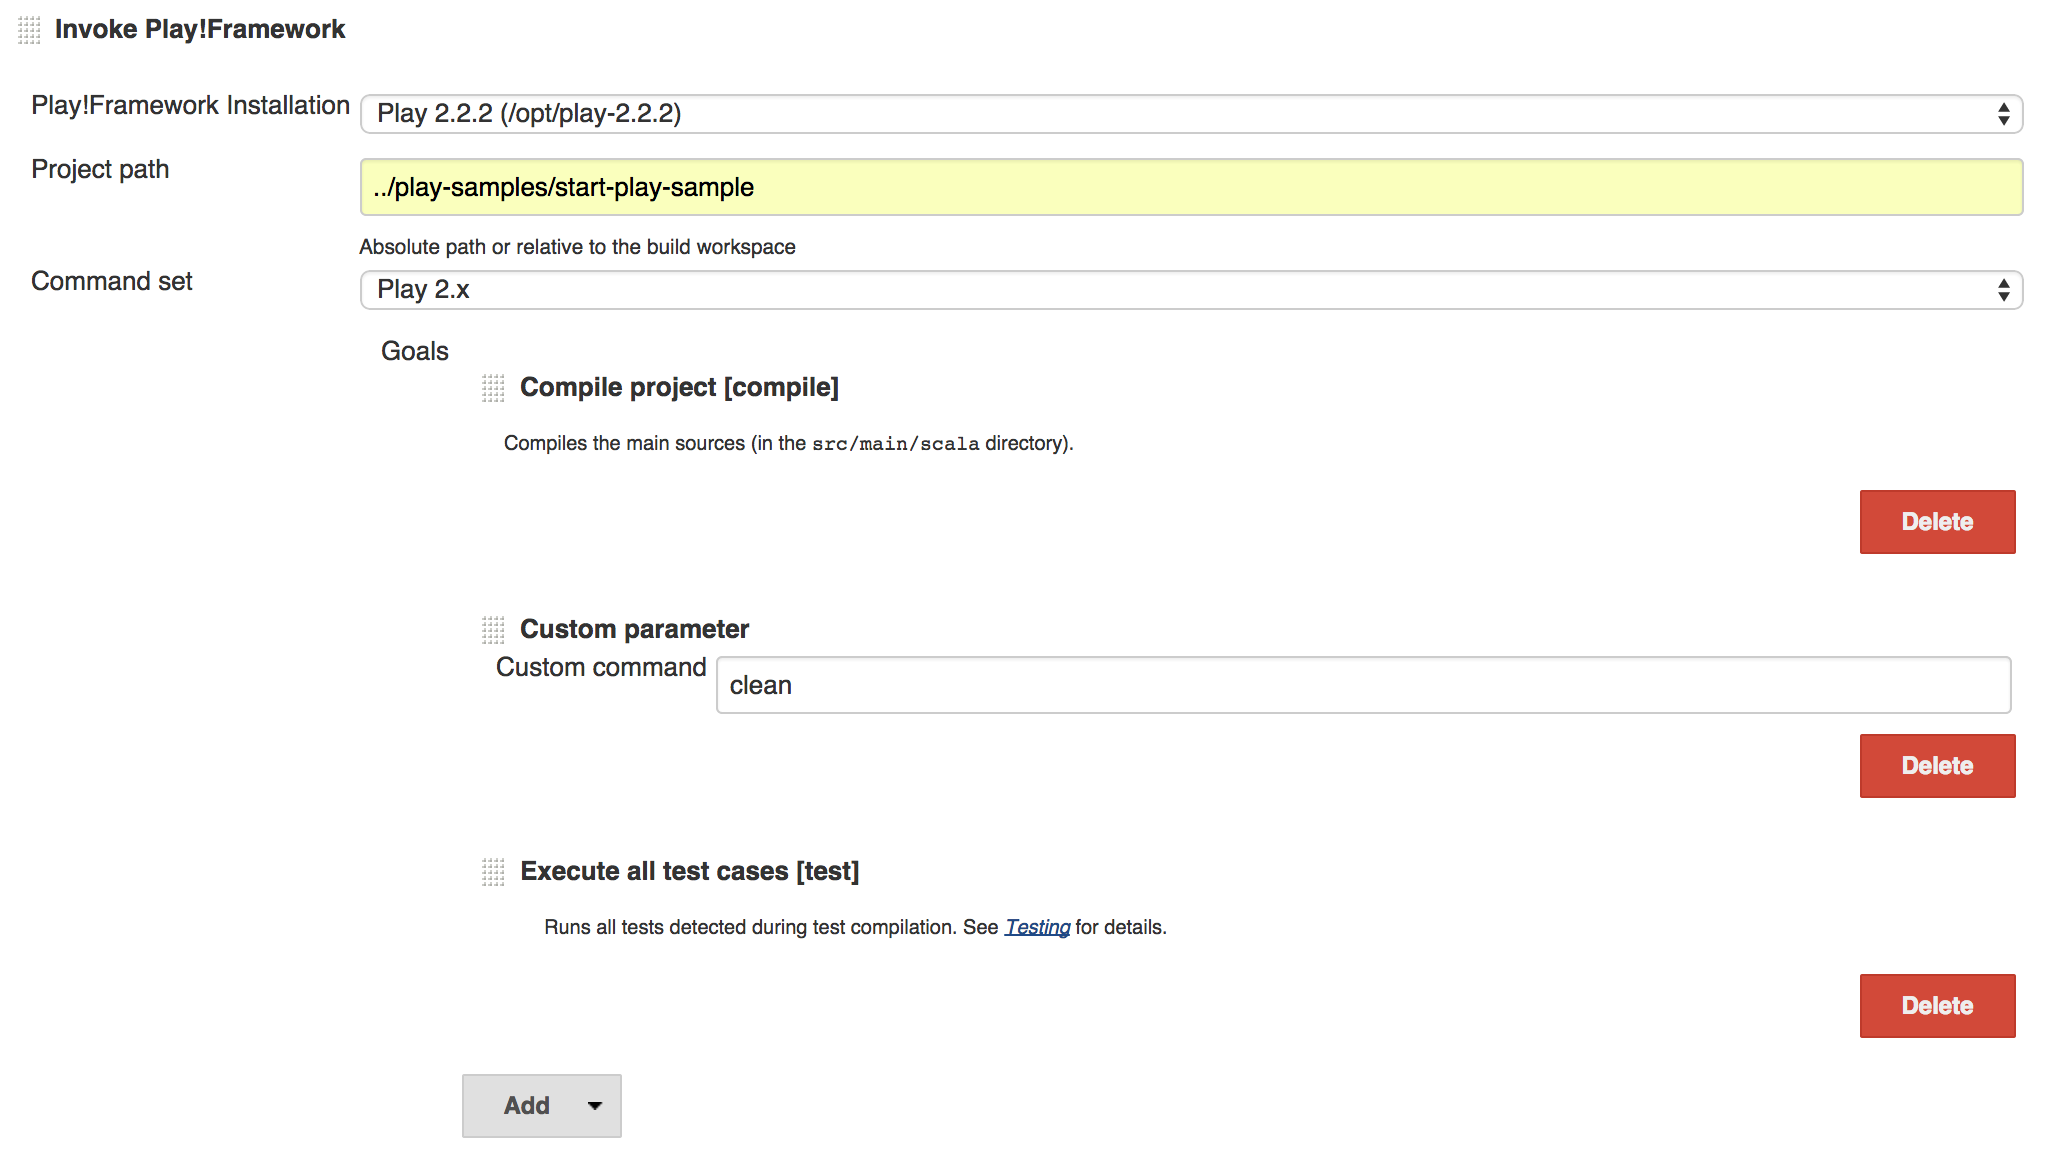 Invoke Play!Framework
Play!Framework Installation
Play 2.2.2 (/opt/play-2.2.2)
Project path
../play-samples/start-play-sample
Absolute path or relative to the build workspace
Command set
Play 2.x
Goals
Compile project [compile]
Compiles the main sources (in the src/main/scala directory).
Delete
Custom parameter
Custom command
clean
Delete
Execute all test cases [test]
Runs all tests detected during test compilation. See Testing for details.
Delete
Add